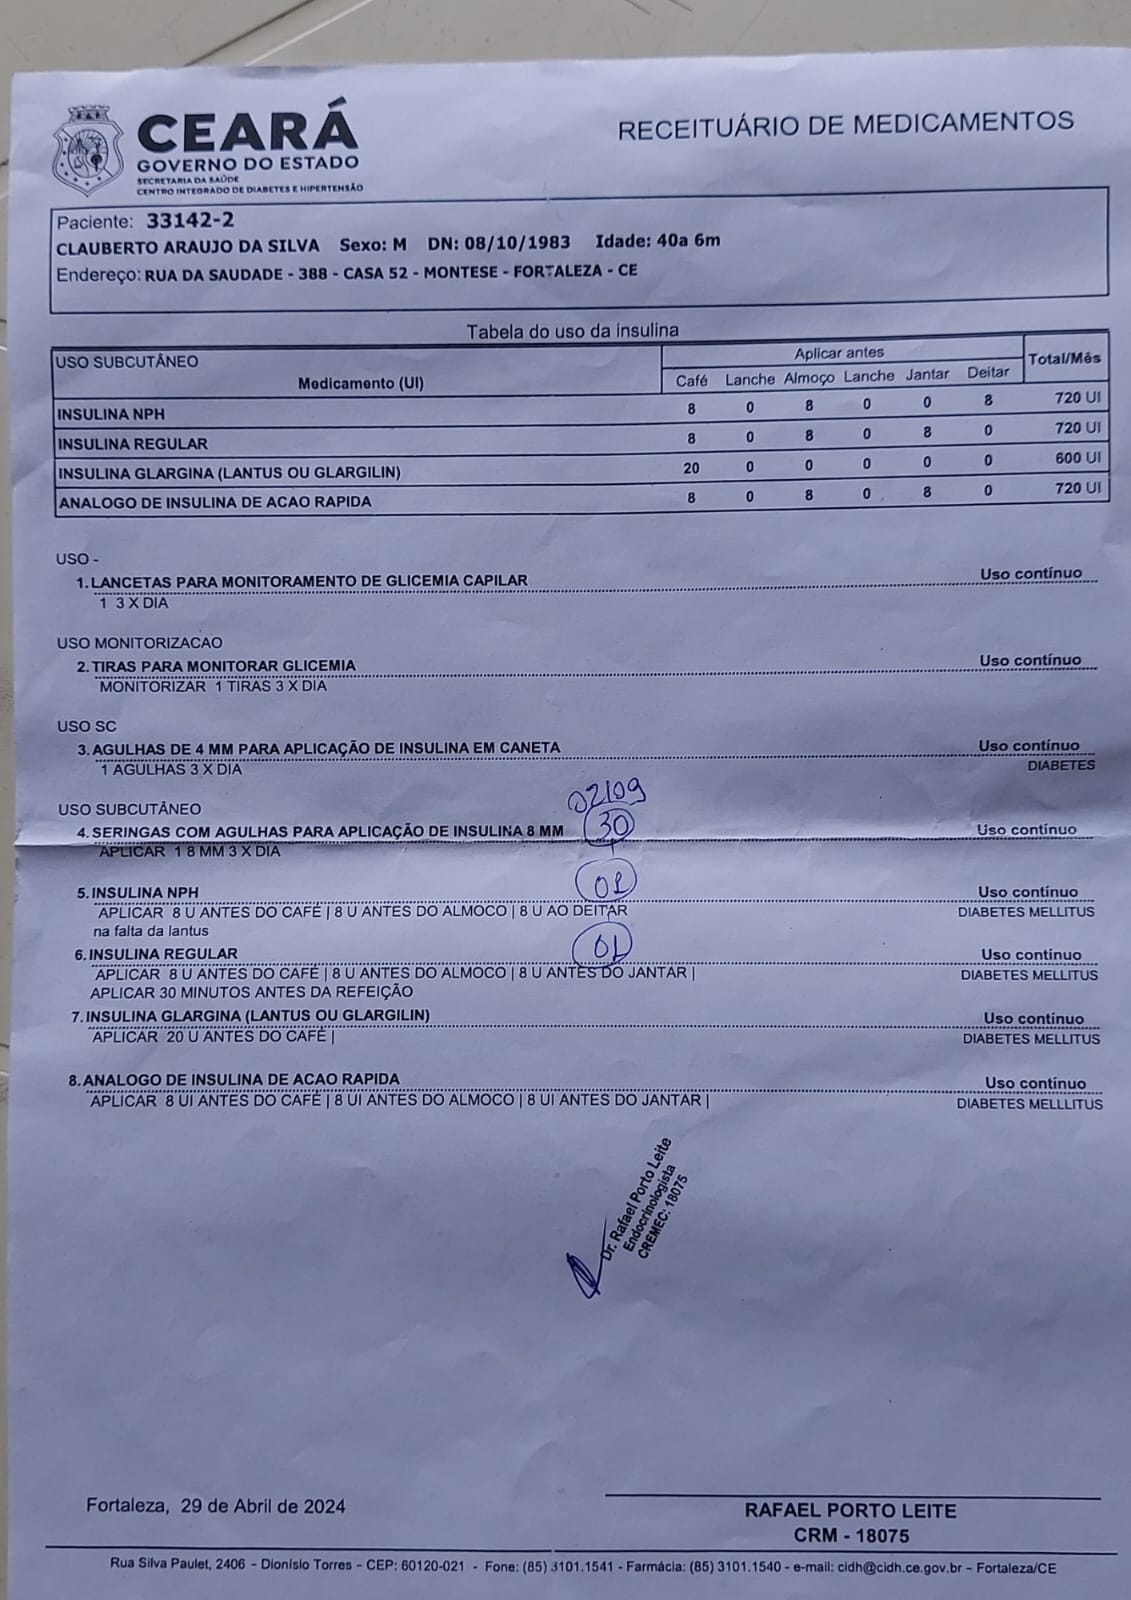 CEARÁ
GOVERNO DO ESTADO
SECRETARIA DA SAÚDE
CENTRO INTEGRADO DE DIABETES E HIPERTENSÃO
RECEITUÁRIO DE MEDICAMENTOS
Paciente: 33142-2
CLAUBERTO ARAUJO DA SILVA Sexo: M DN: 08/10/1983 Idade: 40a 6m
Endereço: RUA DA SAUDADE - 388 - CASA 52 - MONTESE - FORTALEZA - CE
Tabela do uso da insulina
USO SUBCUTÂNEO Aplicar antes Total/Mês
Medicamento (UI) Café Lanche Almoço Lanche Jantar Deitar
INSULINA NPH 8 0 8 0 0 8 720 UI
INSULINA REGULAR 8 0 8 0 8 0 720 UI
INSULINA GLARGINA (LANTUS OU GLARGILIN) 20 0 0 0 0 0 600 UI
ANALOGO DE INSULINA DE ACAO RAPIDA 8 0 8 0 8 0 720 UI
USO -
1. LANCETAS PARA MONITORAMENTO DE GLICEMIA CAPILAR Uso contínuo
1 3 X DIA
USO MONITORIZACAO
2. TIRAS PARA MONITORAR GLICEMIA Uso contínuo
MONITORIZAR 1 TIRAS 3 X DIA
USO SC
3. AGULHAS DE 4 MM PARA APLICAÇÃO DE INSULINA EM CANETA Uso contínuo
1 AGULHAS 3 X DIA DIABETES
02/09
USO SUBCUTÂNEO
4. SERINGAS COM AGULHAS PARA APLICAÇÃO DE INSULINA 8 MM 30 Uso contínuo
APLICAR 1 8 MM 3 X DIA
5. INSULINA NPH 01 Uso contínuo
APLICAR 8 U ANTES DO CAFÉ | 8 U ANTES DO ALMOCO | 8 U AO DEITAR DIABETES MELLITUS
na falta da lantus
6. INSULINA REGULAR 01 Uso contínuo
APLICAR 8 U ANTES DO CAFÉ | 8 U ANTES DO ALMOCO | 8 U ANTES DO JANTAR | DIABETES MELLITUS
APLICAR 30 MINUTOS ANTES DA REFEIÇÃO
7. INSULINA GLARGINA (LANTUS OU GLARGILIN) Uso contínuo
APLICAR 20 U ANTES DO CAFÉ | DIABETES MELLITUS
8. ANALOGO DE INSULINA DE ACAO RAPIDA Uso contínuo
APLICAR 8 UI ANTES DO CAFÉ | 8 UI ANTES DO ALMOCO | 8 UI ANTES DO JANTAR | DIABETES MELLLITUS
Dr. Rafael Porto Leite
Endocrinologista
CREMEC: 18075
Fortaleza, 29 de Abril de 2024
RAFAEL PORTO LEITE
CRM - 18075
Rua Silva Paulet, 2406 – Dionísio Torres – CEP: 60120-021 - Fone: (85) 3101.1541 - Farmácia: (85) 3101.1540 - e-mail: cidh@cidh.ce.gov.br – Fortaleza/CE